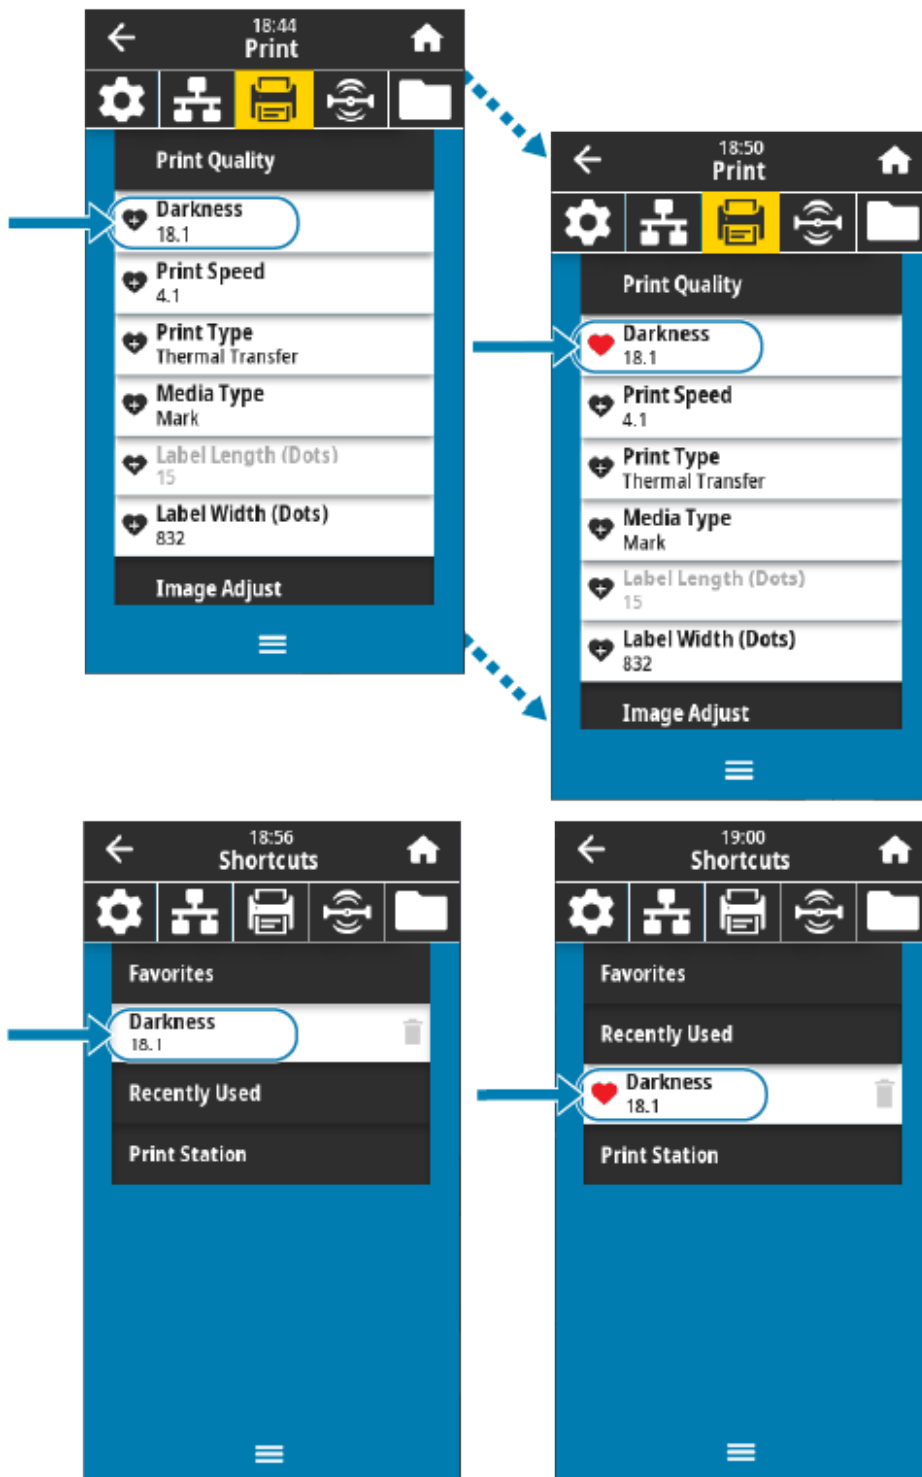 18:44
Print
Print Quality
Darkness
18.1
Print Speed
4.1
Print Type
Thermal Transfer
Media Type
Mark
Label Length (Dots)
15
Label Width (Dots)
832
Image Adjust
18:50
Print
Print Quality
Darkness
18.1
Print Speed
4.1
Print Type
Thermal Transfer
Media Type
Mark
Label Length (Dots)
15
Label Width (Dots)
832
Image Adjust
18:56
Shortcuts
Favorites
Darkness
18.1
Recently Used
Print Station
19:00
Shortcuts
Favorites
Recently Used
Darkness
18.1
Print Station